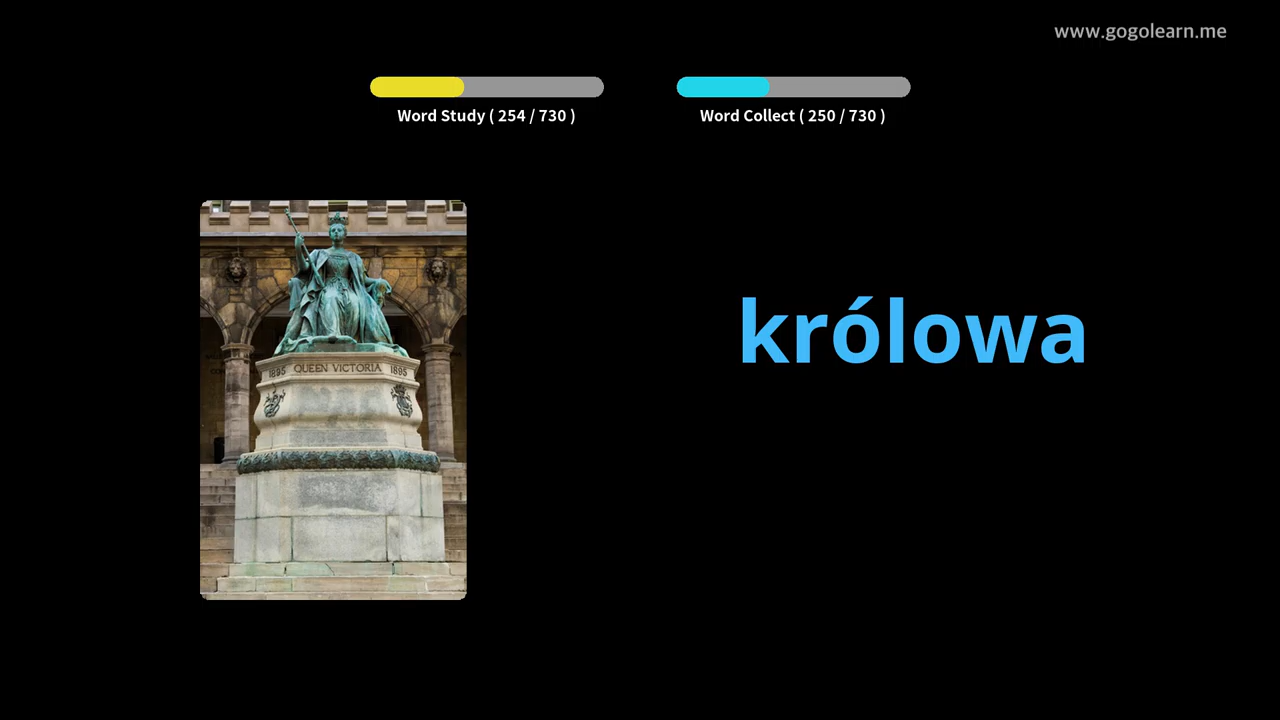 www.gogolearn.me
Word Study ( 254 / 730 )
Word Collect ( 250 / 730 )
królowa
1895 QUEEN VICTORIA 1895